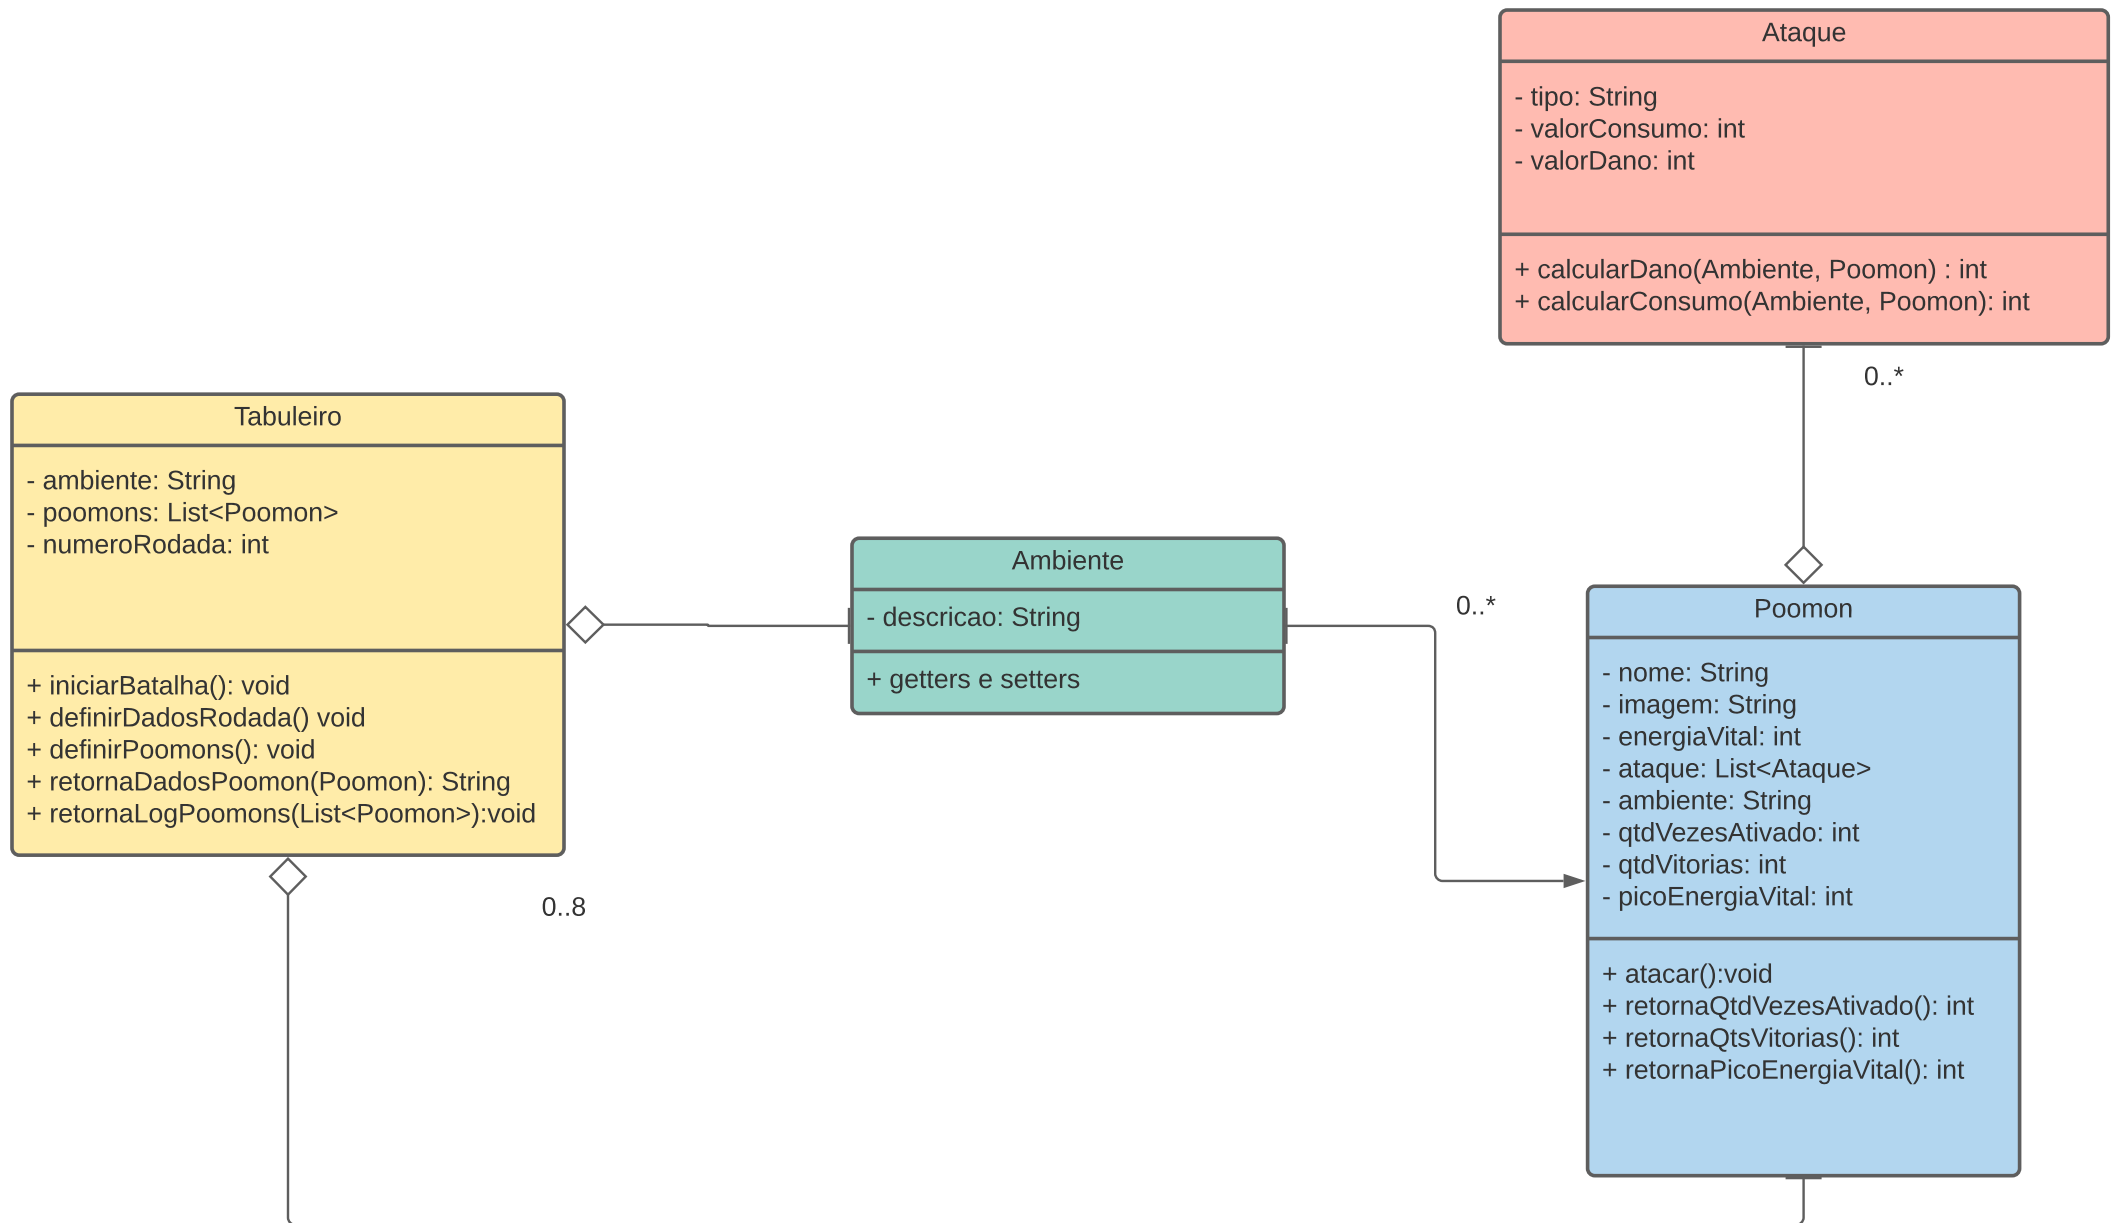 Ataque
- tipo: String
- valorConsumo: int
- valorDano: int
+ calcularDano(Ambiente, Poomon) : int
+ calcularConsumo(Ambiente, Poomon): int
0..*
Tabuleiro
- ambiente: String
- poomons: List<Poomon>
- numeroRodada: int
+ iniciarBatalha(): void
+ definirDadosRodada() void
+ definirPoomons(): void
+ retornaDadosPoomon(Poomon): String
+ retornaLogPoomons(List<Poomon>):void
0..8
Ambiente
- descricao: String
+ getters e setters
0..*
Poomon
- nome: String
- imagem: String
- energiaVital: int
- ataque: List<Ataque>
- ambiente: String
- qtdVezesAtivado: int
- qtdVitorias: int
- picoEnergiaVital: int
+ atacar():void
+ retornaQtdVezesAtivado(): int
+ retornaQtsVitorias(): int
+ retornaPicoEnergiaVital(): int